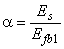 α = E_s / E_fb1